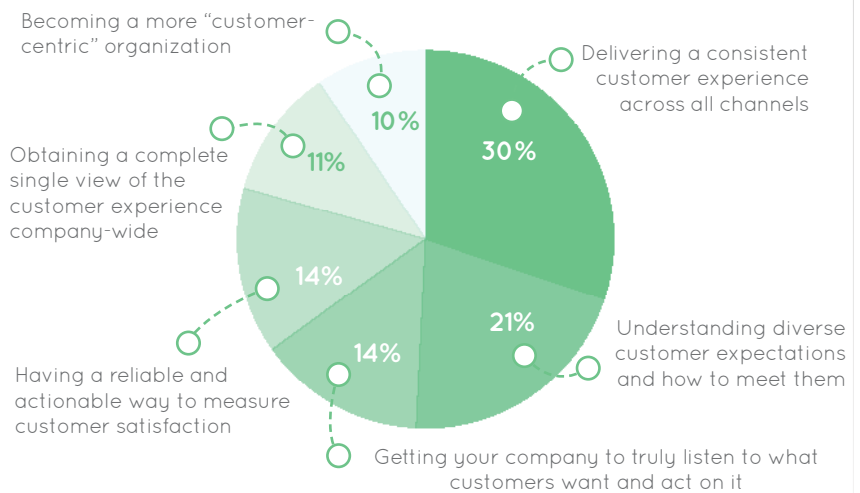 Becoming a more “customer-
centric” organization
10%
Delivering a consistent
customer experience
across all channels
30%
Obtaining a complete
single view of the
customer experience
company-wide
11%
14%
Having a reliable and
actionable way to measure
customer satisfaction
14%
Getting your company to truly listen to what
customers want and act on it
21%
Understanding diverse
customer expectations
and how to meet them